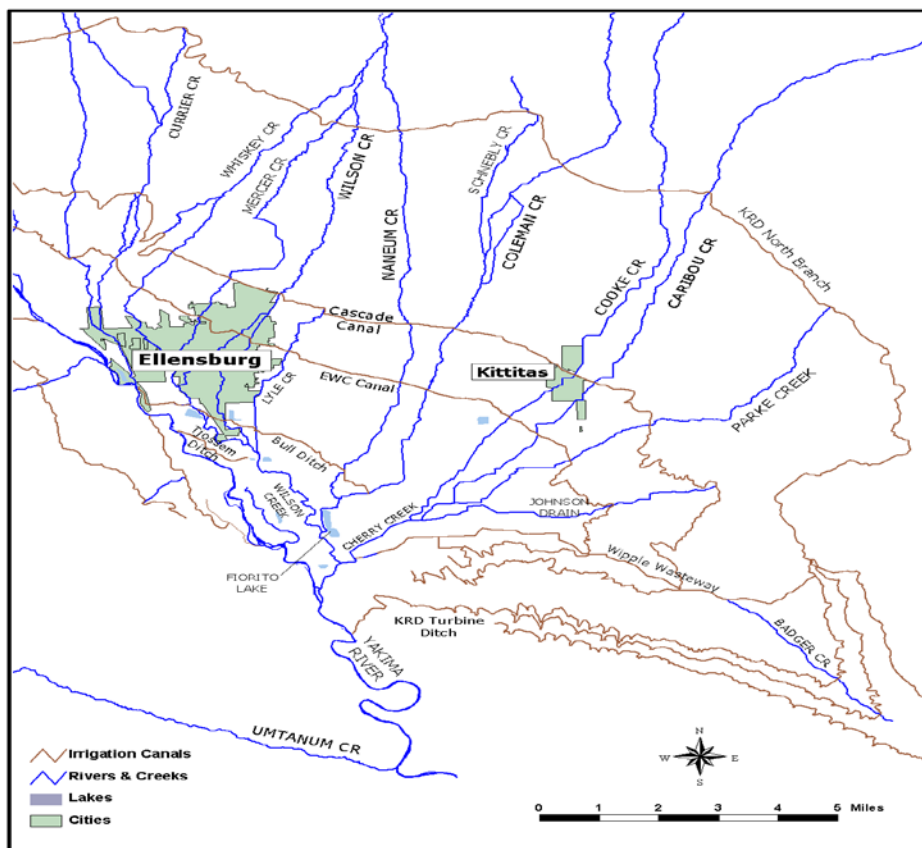 CURRIER CR
WHISKEY CR
MERCER CR
WILSON CR
NANEUM CR
SCHNEBLY CR
COLEMAN CR
COOKE CR
CARIBOU CR
KRD North Branch
Cascade
Canal
Ellensburg
EWC Canal
Kittitas
LYLE CR
PARKE CREEK
Tjossem
Ditch
Bull Ditch
WILSON
CREEK
JOHNSON
DRAIN
CHERRY CREEK
FIORITO
LAKE
Wipple Wasteway
KRD Turbine
Ditch
BADGER CR
YAKIMA
RIVER
UMTANUM CR
N
W
E
S
Irrigation Canals
Rivers & Creeks
Lakes
Cities
0 1 2 3 4 5 Miles